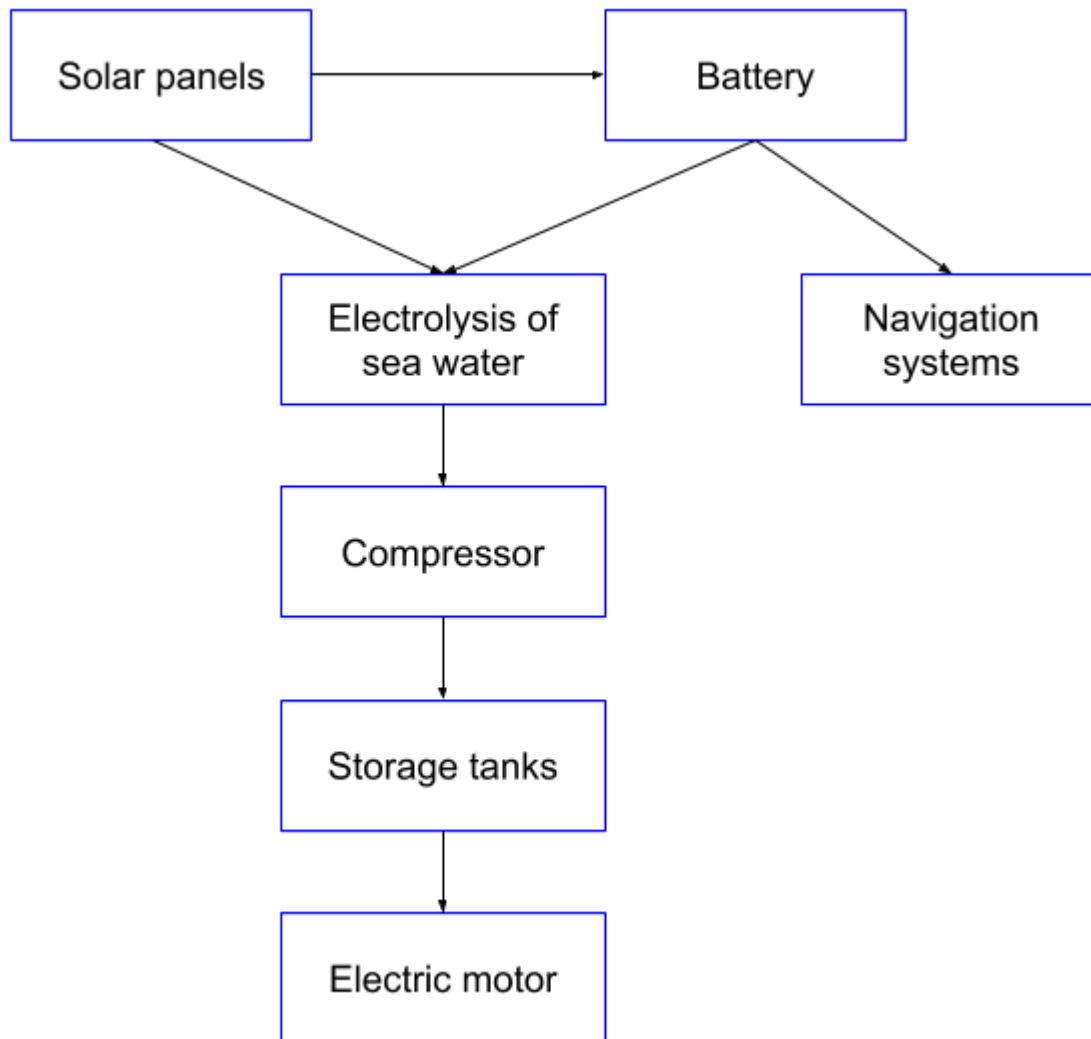 Solar panels
Battery
Electrolysis of
sea water
Navigation
systems
Compressor
Storage tanks
Electric motor